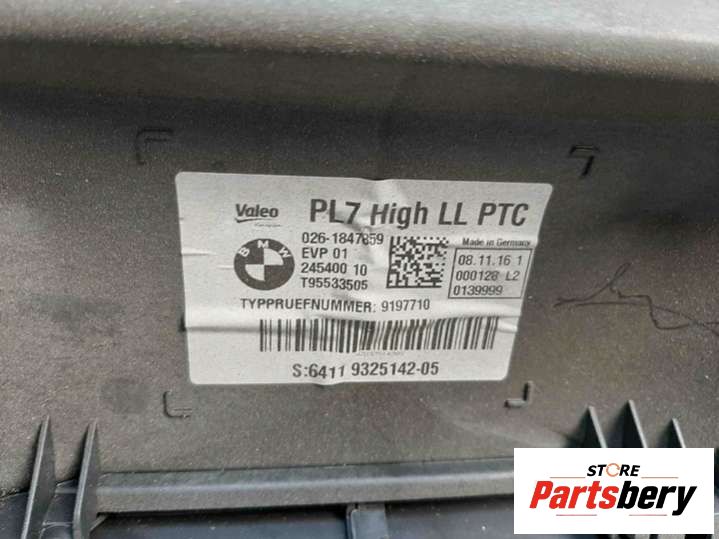 Valeo PL7 High LL PTC
026-1847859
EVP 01
245400 10
T95533505
BMW
Made in Germany
08.11.16 1
000128 L2
0139999
TYPPRUEFNUMMER: 9197710
S:6411 9325142-05
STORE
Partsbery